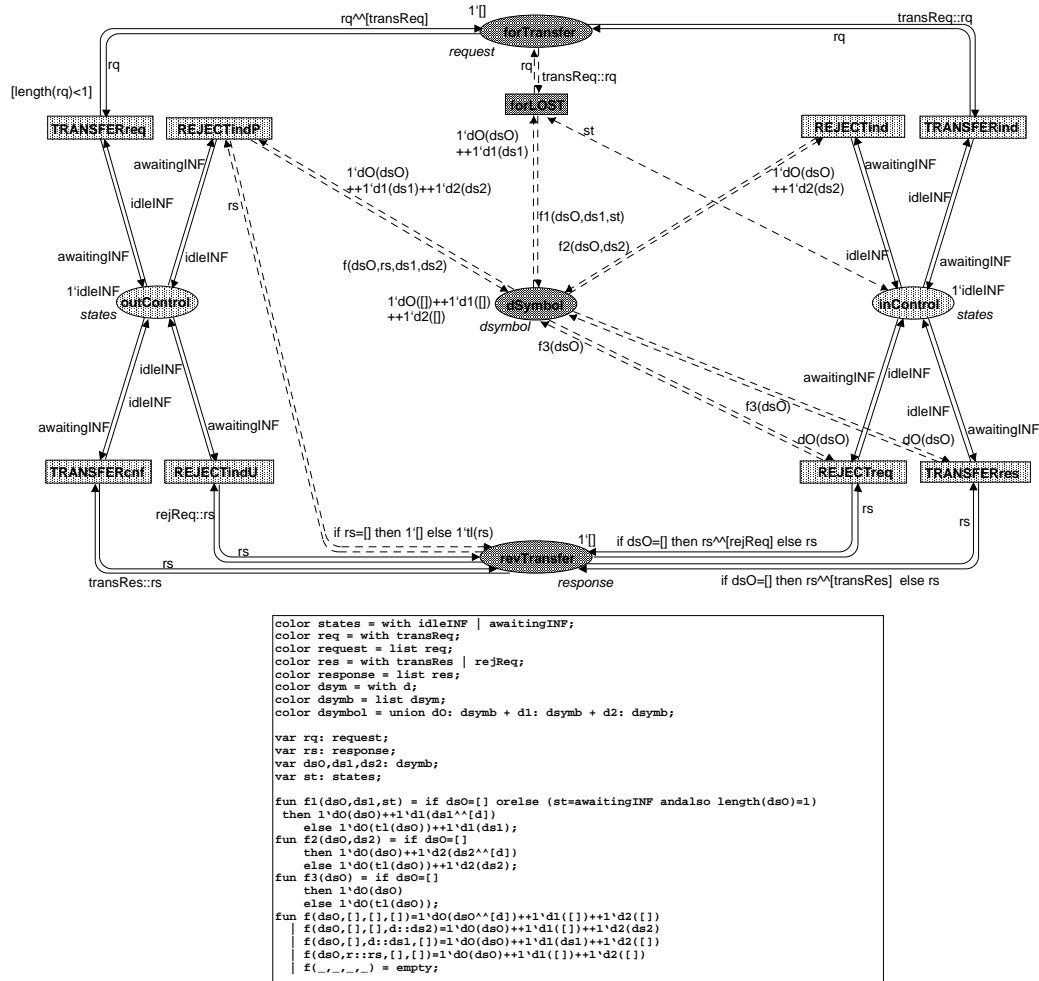 rq^^[transReq]
1`[]
transReq::rq
forTransfer
request
rq
rq
rq
transReq::rq
[length(rq)<1]
forLOST
TRANSFERreq
REJECTindP
st
REJECTind
TRANSFERind
1`dO(dsO)
++1`d1(ds1)
awaitingINF
awaitingINF
1`dO(dsO)
++1`d1(ds1)++1`d2(ds2)
1`dO(dsO)
++1`d2(ds2)
rs
idleINF
idleINF
f1(dsO,ds1,st)
f2(dsO,ds2)
awaitingINF
idleINF
idleINF
awaitingINF
f(dsO,rs,ds1,ds2)
1`idleINF
outControl
states
1`dO([])++1`d1([])
++1`d2([])
dSymbol
dsymbol
inControl
1`idleINF
states
f3(dsO)
idleINF
idleINF
awaitingINF
idleINF
idleINF
f3(dsO)
awaitingINF
awaitingINF
awaitingINF
dO(dsO)
dO(dsO)
TRANSFERcnf
REJECTindU
REJECTreq
TRANSFERres
rejReq::rs
rs
rs
if rs=[] then 1`[] else 1`tl(rs)
1`[]
if dsO=[] then rs^^[rejReq] else rs
rs
rs
revTransfer
transRes::rs
response
if dsO=[] then rs^^[transRes]  else rs
color states = with idleINF | awaitingINF;
color req = with transReq;
color request = list req;
color res = with transRes | rejReq;
color response = list res;
color dsym = with d;
color dsymb = list dsym;
color dsymbol = union dO: dsymb + d1: dsymb + d2: dsymb;
var rq: request;
var rs: response;
var dsO,ds1,ds2: dsymb;
var st: states;
fun f1(dsO,ds1,st) = if dsO=[] orelse (st=awaitingINF andalso length(dsO)=1)
then 1`dO(dsO)++1`d1(ds1^^[d])
else 1`dO(tl(dsO))++1`d1(ds1);
fun f2(dsO,ds2) = if dsO=[]
then 1`dO(dsO)++1`d2(ds2^^[d])
else 1`dO(tl(dsO))++1`d2(ds2);
fun f3(dsO) = if dsO=[]
then 1`dO(dsO)
else 1`dO(tl(dsO));
fun f(dsO,[],[],[])=1`dO(dsO^^[d])++1`d1([])++1`d2([])
| f(dsO,[],[],d::ds2)=1`dO(dsO)++1`d1([])++1`d2(ds2)
| f(dsO,[],d::ds1,[])=1`dO(dsO)++1`d1(ds1)++1`d2([])
| f(dsO,r::rs,[],[])=1`dO(dsO)++1`d1([])++1`d2([])
| f(_,_,_,_) = empty;